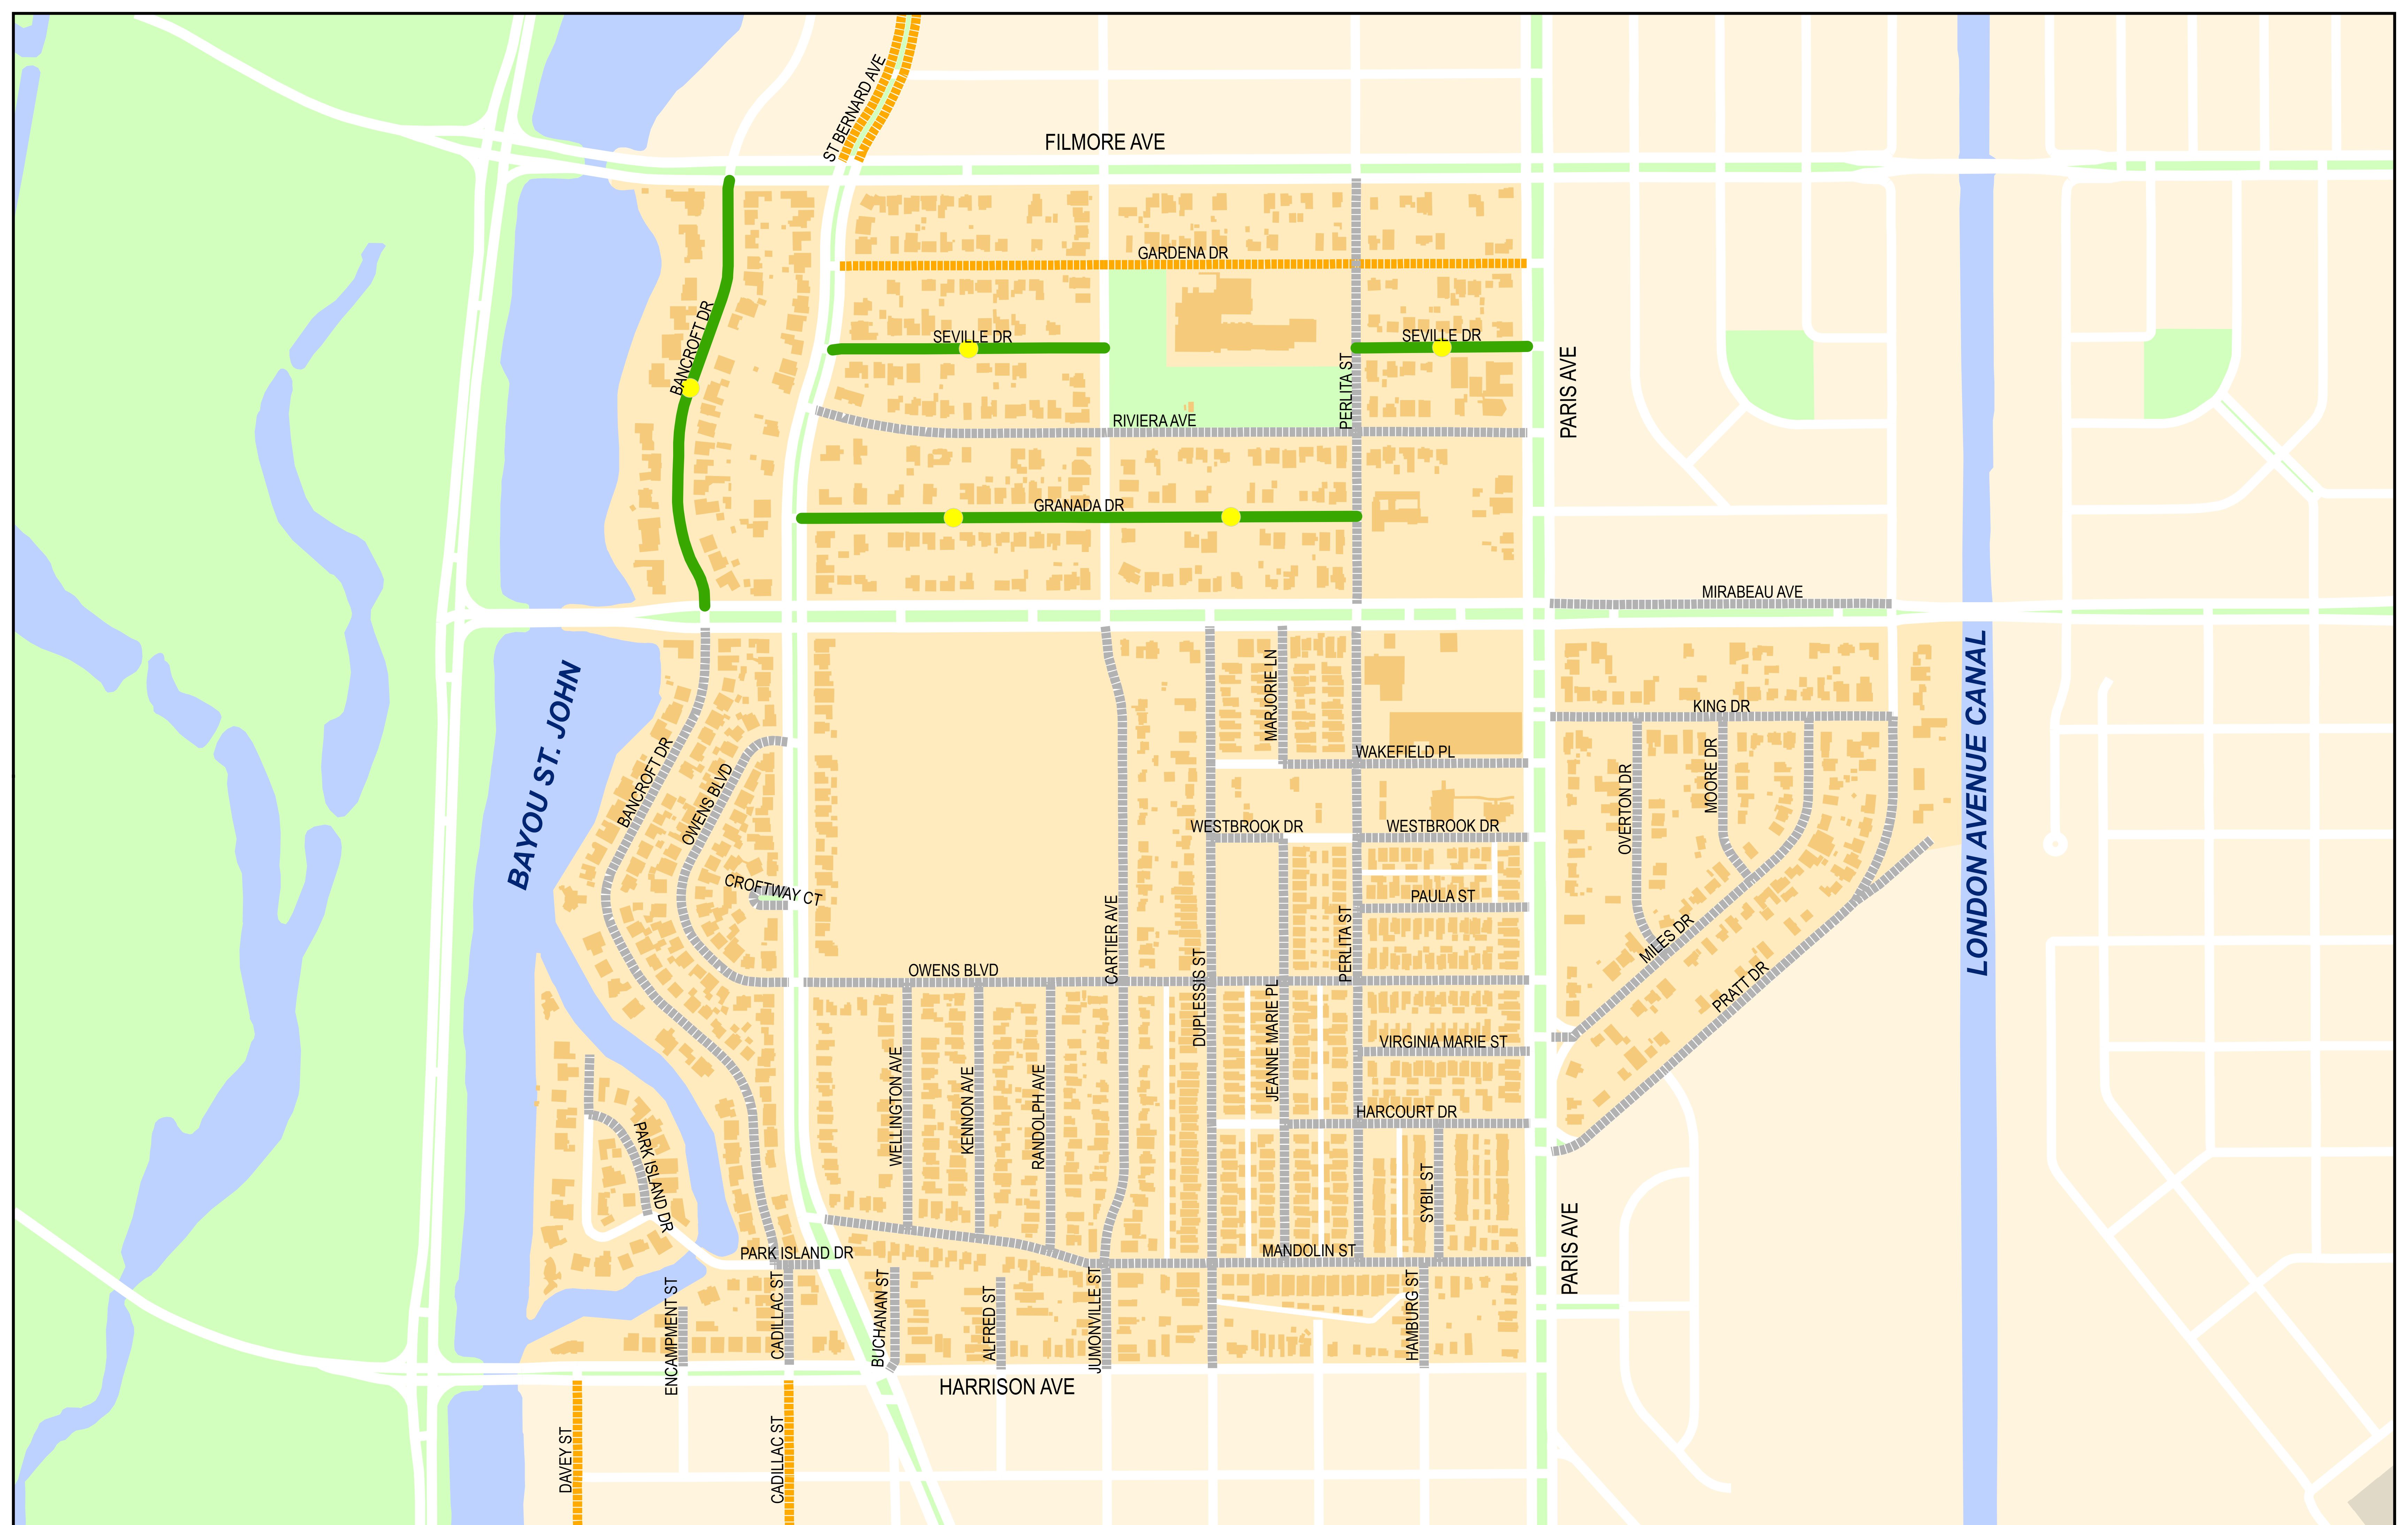 ST BERNARD AVE
FILMORE AVE
GARDENA DR
BANCROFT DR
SEVILLE DR
SEVILLE DR
PERLITA ST
PARIS AVE
RIVIERA AVE
GRANADA DR
MIRABEAU AVE
BAYOU ST. JOHN
LONDON AVENUE CANAL
MARJORIE LN
KING DR
BANCROFT DR
OWENS BLVD
WAKEFIELD PL
OVERTON DR
MOORE DR
WESTBROOK DR
WESTBROOK DR
CROFTWAY CT
PAULA ST
CARTIER AVE
DUPLESSIS ST
PERLITA ST
MILES DR
PRATT DR
OWENS BLVD
JEANNE MARIE PL
VIRGINIA MARIE ST
WELLINGTON AVE
KENNON AVE
RANDOLPH AVE
HARCOURT DR
PARK ISLAND DR
SYBIL ST
PARIS AVE
PARK ISLAND DR
MANDOLIN ST
ENCAMPMENT ST
CADILLAC ST
BUCHANAN ST
ALFRED ST
JUMONVILLE ST
HAMBURG ST
HARRISON AVE
DAVEY ST
CADILLAC ST